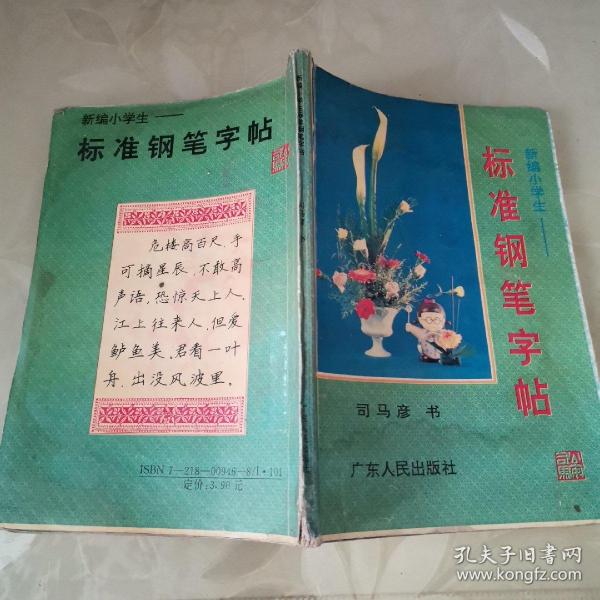 新编小学生——
标准钢笔字帖
危楼高百尺，手
可摘星辰，不敢高
声语，恐惊天上人，
江上往来人，但爱
鲈鱼美，君看一叶
舟，出没风波里。
ISBN 7—218—00946—8/I·101
定价：3.90 元
新编小学生——
标准钢笔字帖
司马彦 书
广东人民出版社
孔夫子旧书网
www.kongfz.com